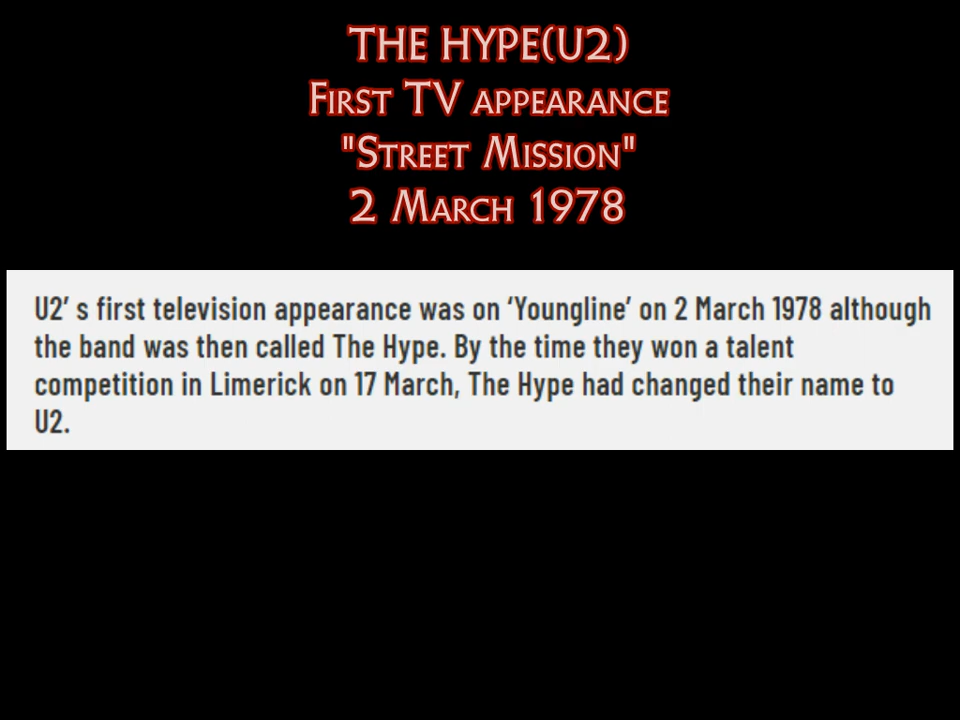 THE HYPE(U2)
First TV appearance
"Street Mission"
2 March 1978
U2’ s first television appearance was on ‘Youngline’ on 2 March 1978 although
the band was then called The Hype. By the time they won a talent
competition in Limerick on 17 March, The Hype had changed their name to
U2.